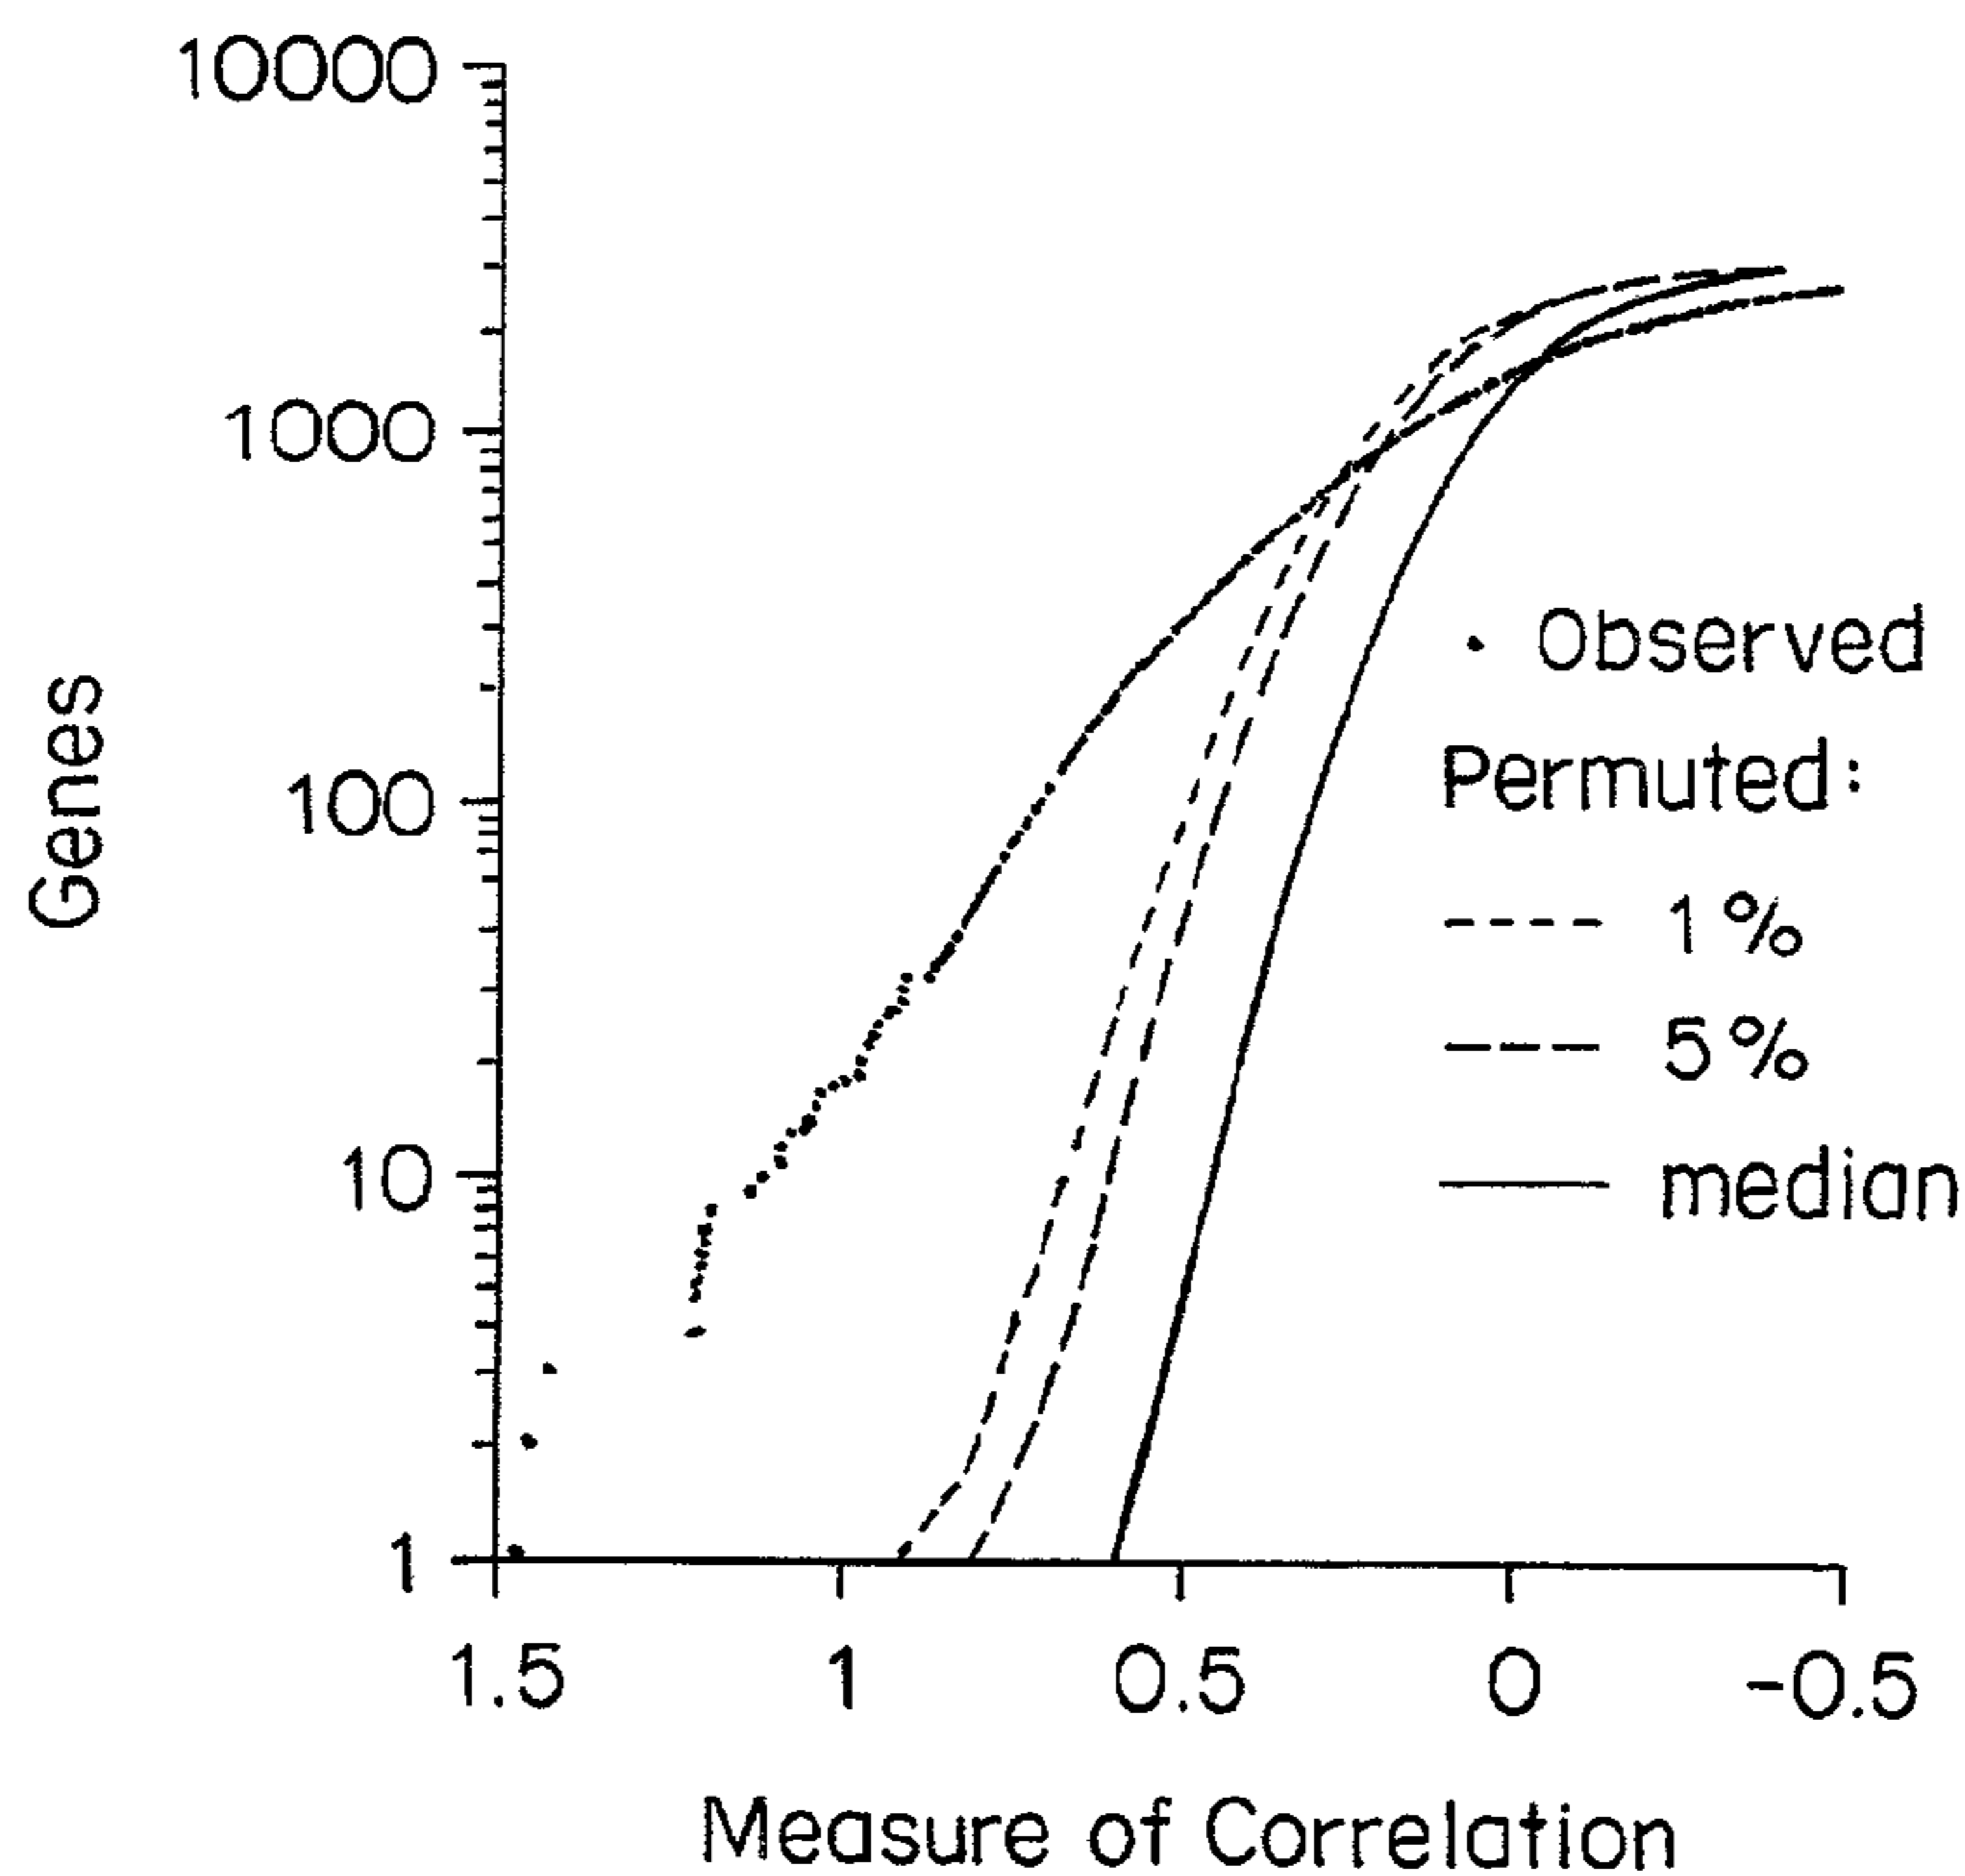 10000
1000
100
10
1
Genes
Observed
Permuted:
1%
5%
median
1.5 1 0.5 0 -0.5
Measure of Correlation